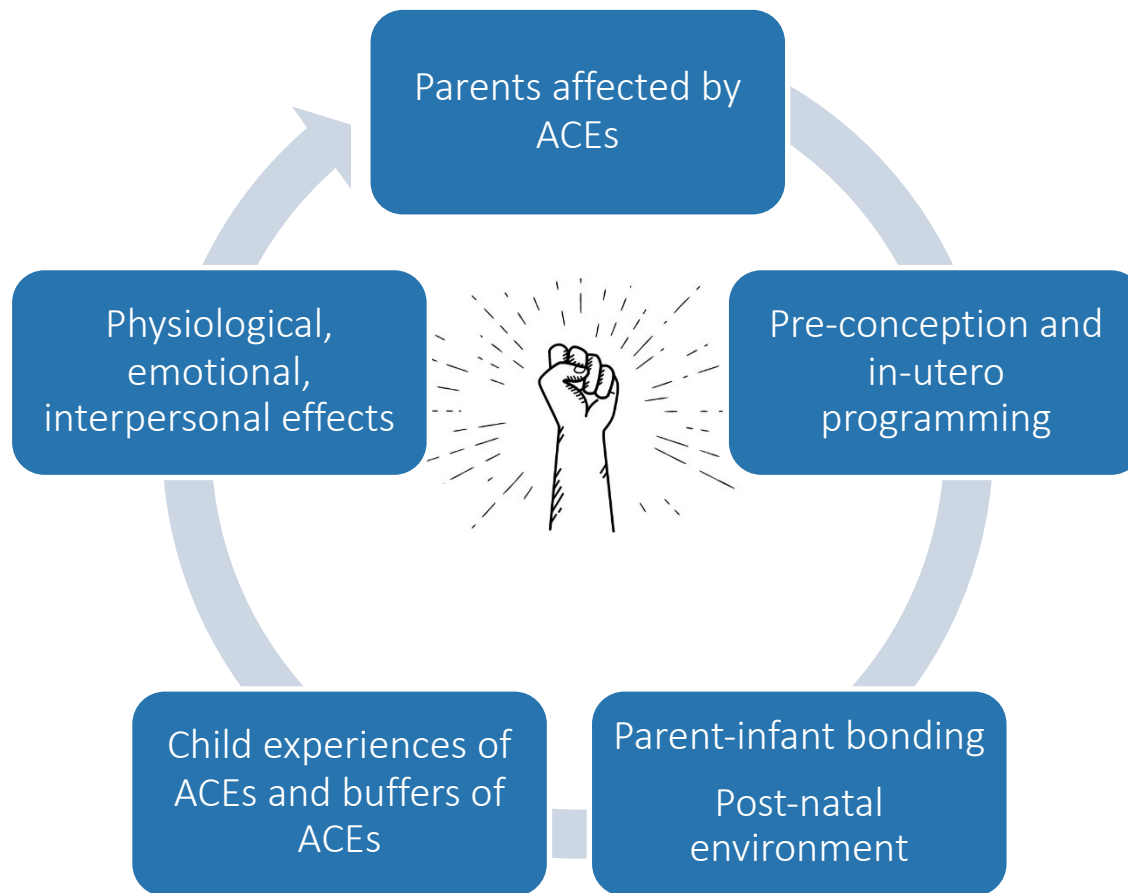 Parents affected by
ACEs
Pre-conception and
in-utero
programming
Parent-infant bonding
Post-natal
environment
Child experiences of
ACEs and buffers of
ACEs
Physiological,
emotional,
interpersonal effects